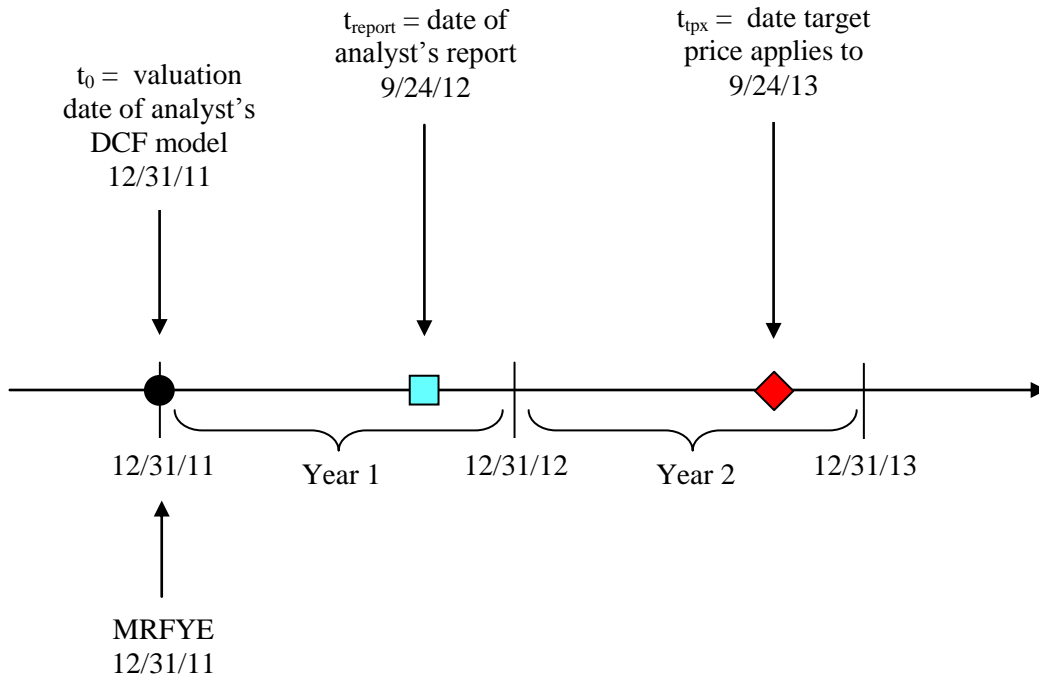 t0 = valuation
date of analyst’s
DCF model
12/31/11
treport = date of
analyst’s report
9/24/12
ttpx = date target
price applies to
9/24/13
12/31/11
Year 1
12/31/12
Year 2
12/31/13
MRFYE
12/31/11